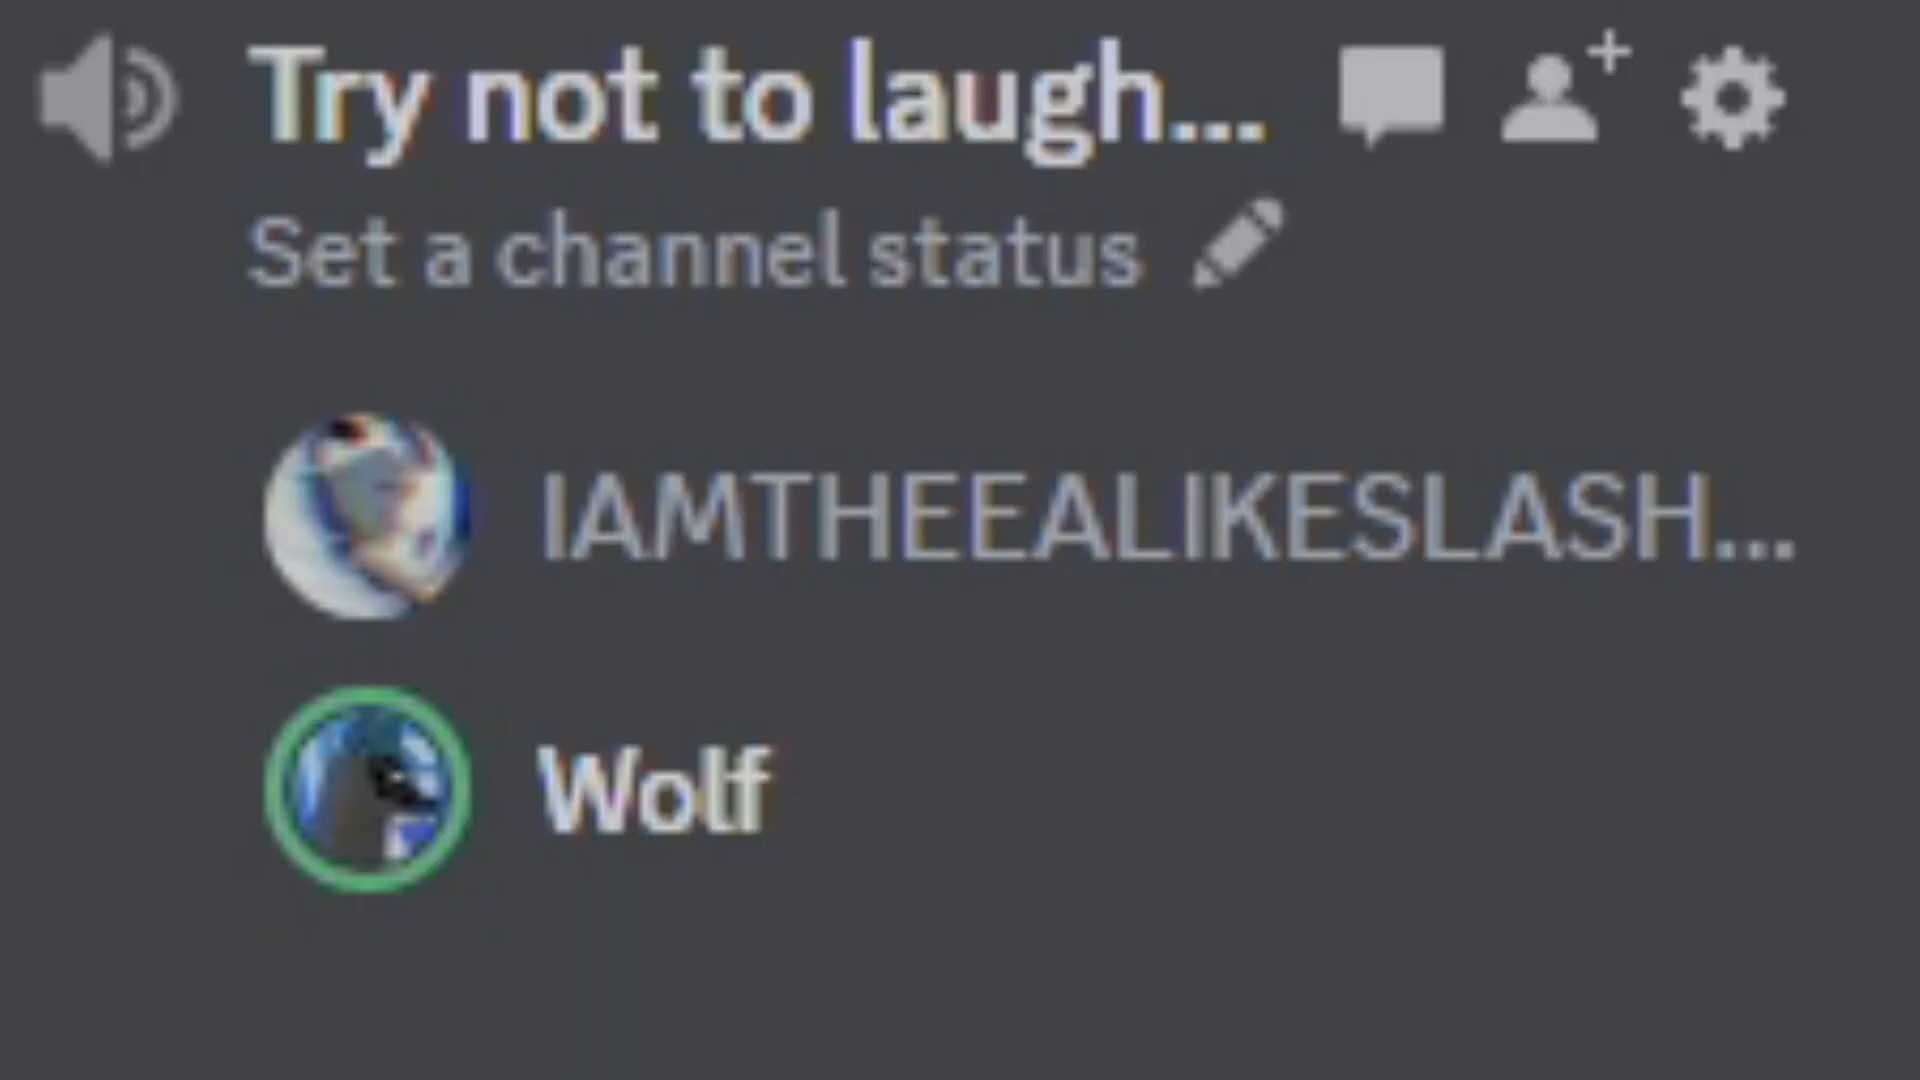 Try not to laugh...
Set a channel status
IAMTHEEALIKESLASH...
Wolf